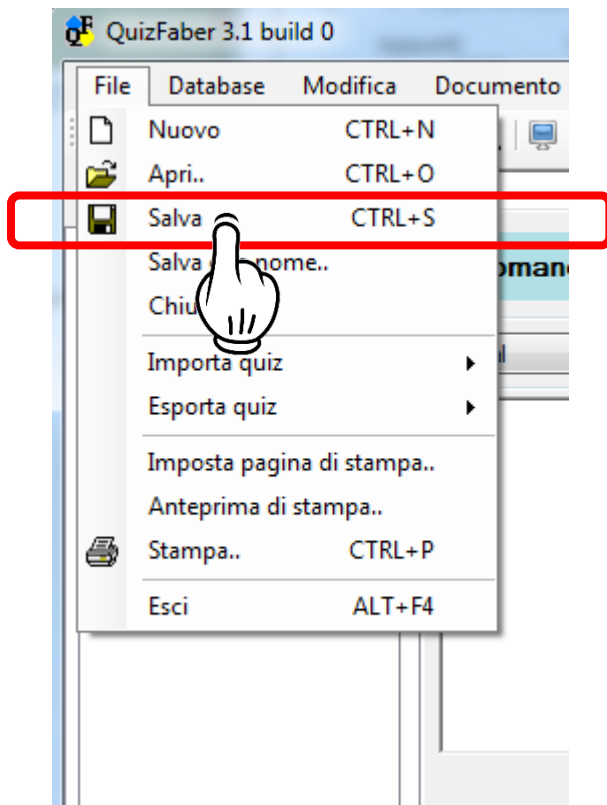 QuizFaber 3.1 build 0
File Database Modifica Documento
Nuovo CTRL+N
Apri.. CTRL+O
Salva CTRL+S
Salva nome..
Importa quiz
Esporta quiz
Imposta pagina di stampa..
Anteprima di stampa..
Stampa.. CTRL+P
Esci ALT+F4